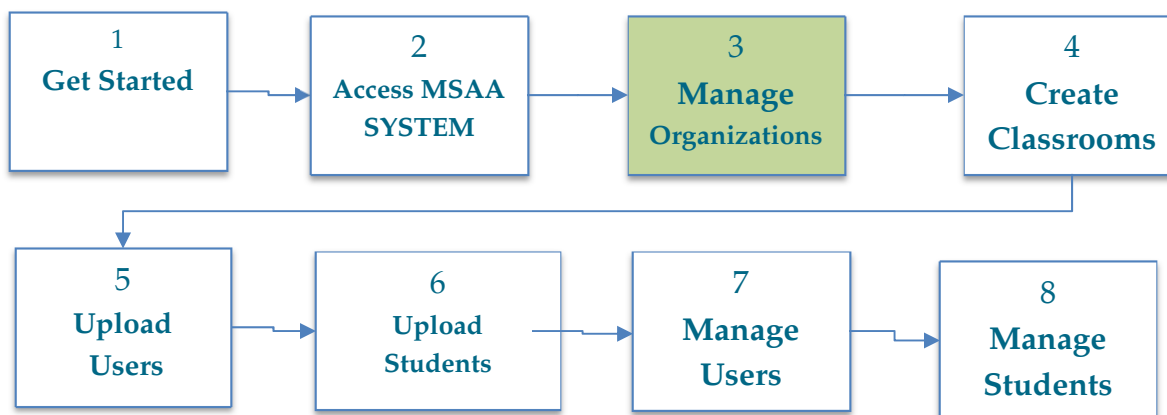 1
Get Started
2
Access MSAA
SYSTEM
3
Manage
Organizations
4
Create
Classrooms
5
Upload
Users
6
Upload
Students
7
Manage
Users
8
Manage
Students